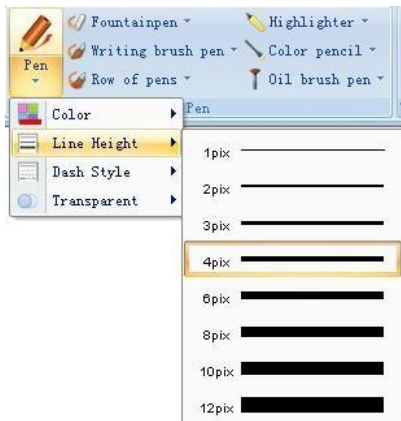 Pen
Fountainpen
Highlighter
Writing brush pen
Color pencil
Row of pens
Oil brush pen
Pen
Color
Line Height
Dash Style
Transparent
1pix
2pix
3pix
4pix
6pix
8pix
10pix
12pix